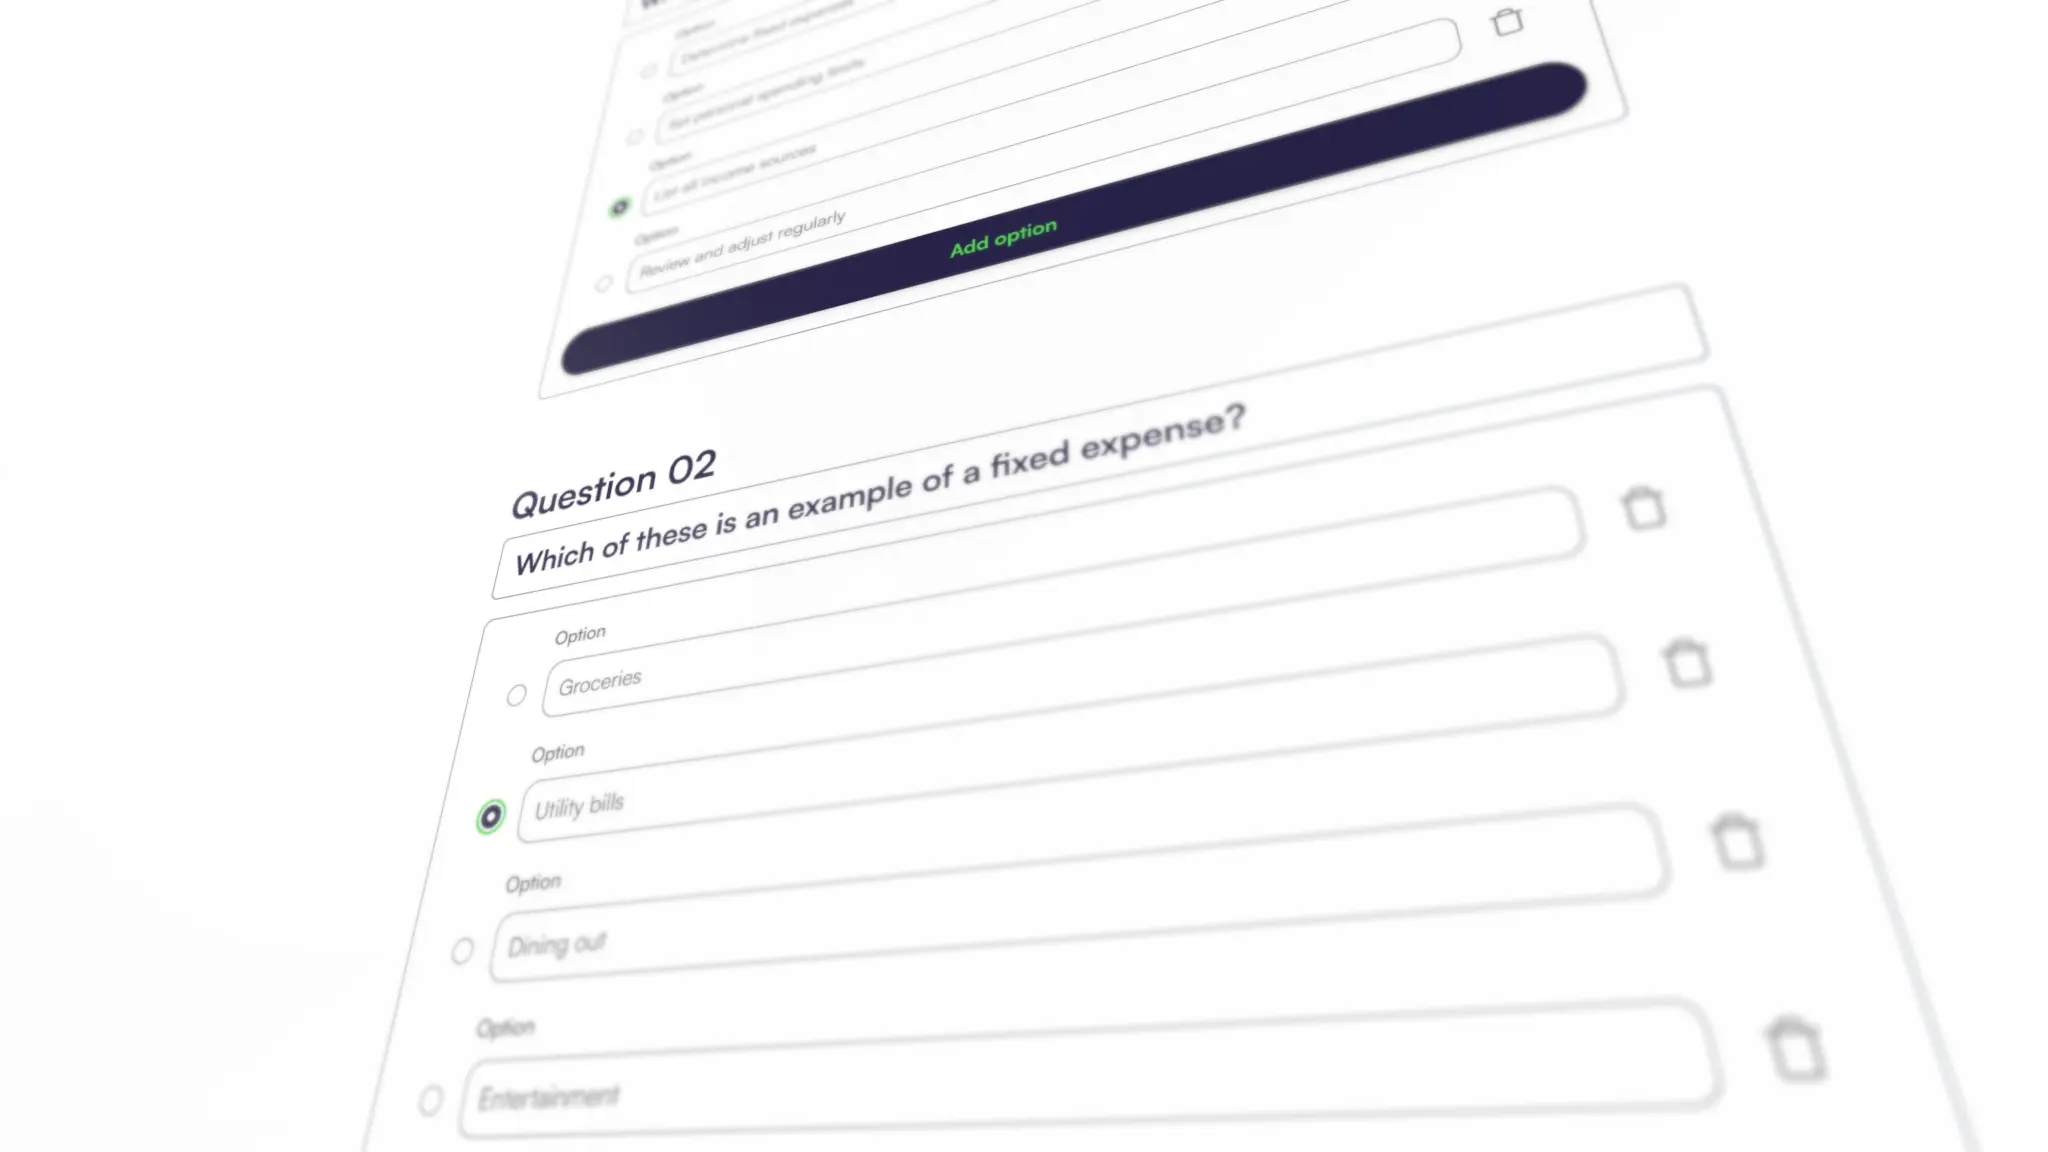 Option
Determining fixed expenses
Option
Set personal spending limits
Option
List all income sources
Option
Review and adjust regularly
Add option
Question 02
Which of these is an example of a fixed expense?
Option
Groceries
Option
Utility bills
Option
Dining out
Option
Entertainment